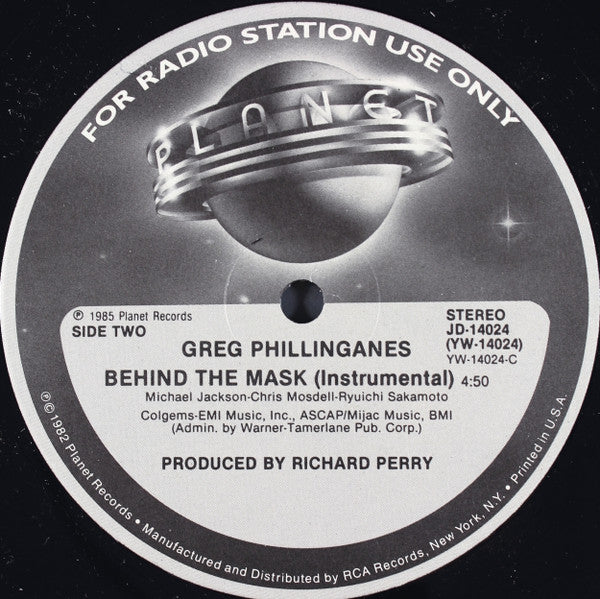 FOR RADIO STATION USE ONLY
PLANET
℗ 1985 Planet Records
SIDE TWO
STEREO
JD-14024
(YW-14024)
YW-14024-C
GREG PHILLINGANES
BEHIND THE MASK (Instrumental) 4:50
Michael Jackson-Chris Mosdell-Ryuichi Sakamoto
Colgems-EMI Music, Inc., ASCAP/Mijac Music, BMI
(Admin. by Warner-Tamerlane Pub. Corp.)
PRODUCED BY RICHARD PERRY
℗©1982 Planet Records. • Manufactured and Distributed by RCA Records, New York, N.Y. • Printed in U.S.A.